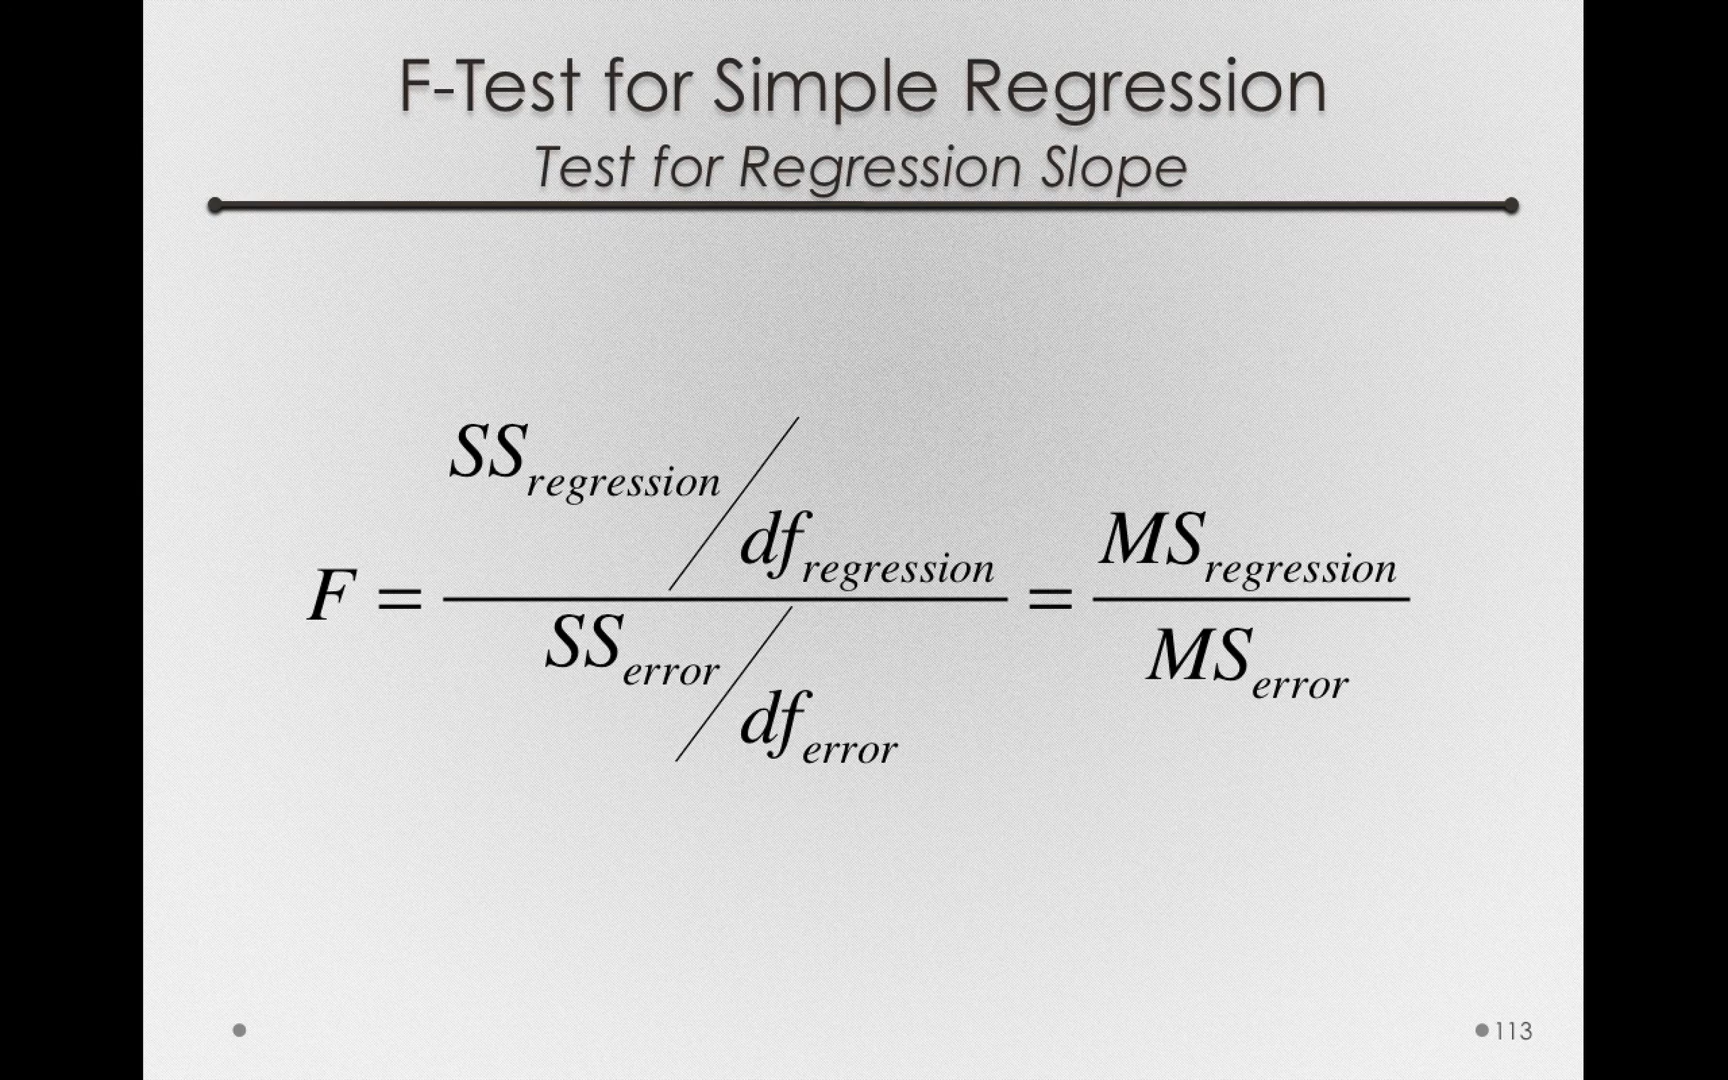 F-Test for Simple Regression
Test for Regression Slope
F = SS_regression / df_regression / SS_error / df_error = MS_regression / MS_error
113